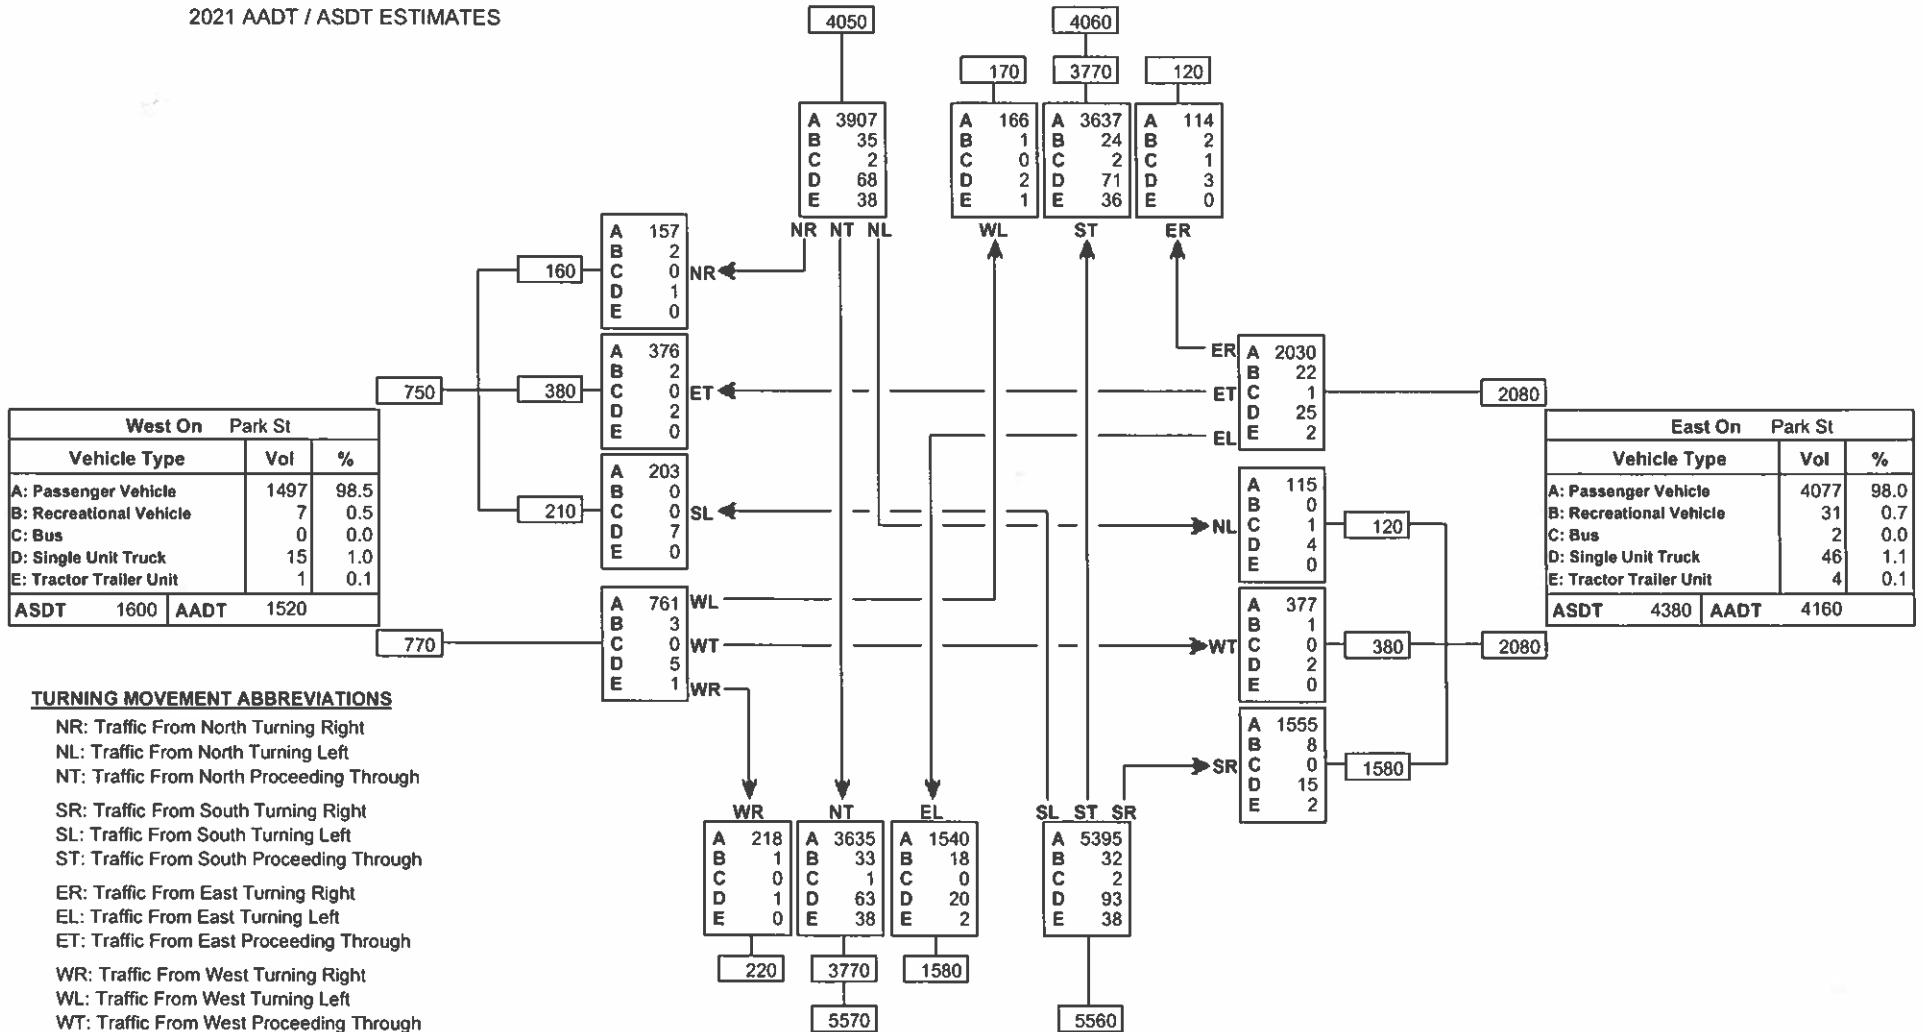 2021 AADT / ASDT ESTIMATES
4050
4060
170
3770
120
A 3907
B 35
C 2
D 68
E 38
A 166
B 1
C 0
D 2
E 1
A 3637
B 24
C 2
D 71
E 36
A 114
B 2
C 1
D 3
E 0
NR NT NL
WL
ST
ER
160
A 157
B 2
C 0
D 1
E 0
NR
750
380
A 376
B 2
C 0
D 2
E 0
ET
210
A 203
B 0
C 0
D 7
E 0
SL
770
A 761
B 3
C 0
D 5
E 1
WL
WT
WR
West On Park St
Vehicle Type Vol %
A: Passenger Vehicle 1497 98.5
B: Recreational Vehicle 7 0.5
C: Bus 0 0.0
D: Single Unit Truck 15 1.0
E: Tractor Trailer Unit 1 0.1
ASDT 1600 AADT 1520
ER
ET
EL
A 2030
B 22
C 1
D 25
E 2
2080
NL
A 115
B 0
C 1
D 4
E 0
120
WT
A 377
B 1
C 0
D 2
E 0
380
2080
SR
A 1555
B 8
C 0
D 15
E 2
1580
East On Park St
Vehicle Type Vol %
A: Passenger Vehicle 4077 98.0
B: Recreational Vehicle 31 0.7
C: Bus 2 0.0
D: Single Unit Truck 46 1.1
E: Tractor Trailer Unit 4 0.1
ASDT 4380 AADT 4160
TURNING MOVEMENT ABBREVIATIONS
NR: Traffic From North Turning Right
NL: Traffic From North Turning Left
NT: Traffic From North Proceeding Through
SR: Traffic From South Turning Right
SL: Traffic From South Turning Left
ST: Traffic From South Proceeding Through
ER: Traffic From East Turning Right
EL: Traffic From East Turning Left
ET: Traffic From East Proceeding Through
WR: Traffic From West Turning Right
WL: Traffic From West Turning Left
WT: Traffic From West Proceeding Through
WR
NT
EL
SL ST SR
A 218
B 1
C 0
D 1
E 0
A 3635
B 33
C 1
D 63
E 38
A 1540
B 18
C 0
D 20
E 2
A 5395
B 32
C 2
D 93
E 38
220
3770
1580
5570
5560